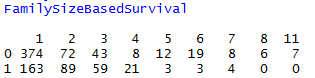 FamilySizeBasedSurvival
1 2 3 4 5 6 7 8 11
0 374 72 43 8 12 19 8 6 7
1 163 89 59 21 3 3 4 0 0